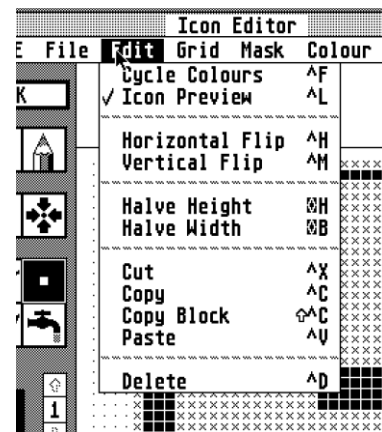 Icon Editor
E File Edit Grid Mask Colour
Cycle Colours ^F
K
✓ Icon Preview ^L
Horizontal Flip ^H
Vertical Flip ^M
Halve Height H
Halve Width B
Cut ^X
Copy ^C
Copy Block ⇧^C
Paste ^V
Delete ^D
1